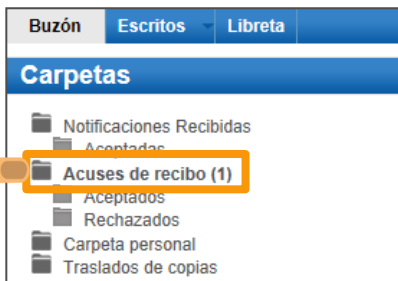 Buzón Escritos Libreta
Carpetas
Notificaciones Recibidas
Aceptadas
Acuses de recibo (1)
Aceptados
Rechazados
Carpeta personal
Traslados de copias